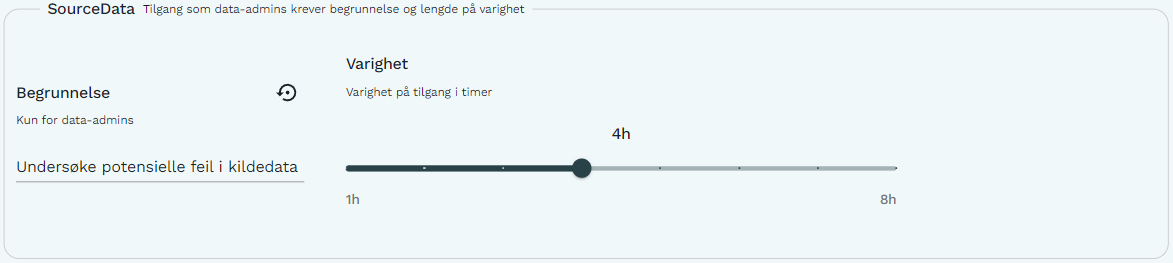 SourceData Tilgang som data-admins krever begrunnelse og lengde på varighet
Begrunnelse
Kun for data-admins
Undersøke potensielle feil i kildedata
Varighet
Varighet på tilgang i timer
4h
1h 8h